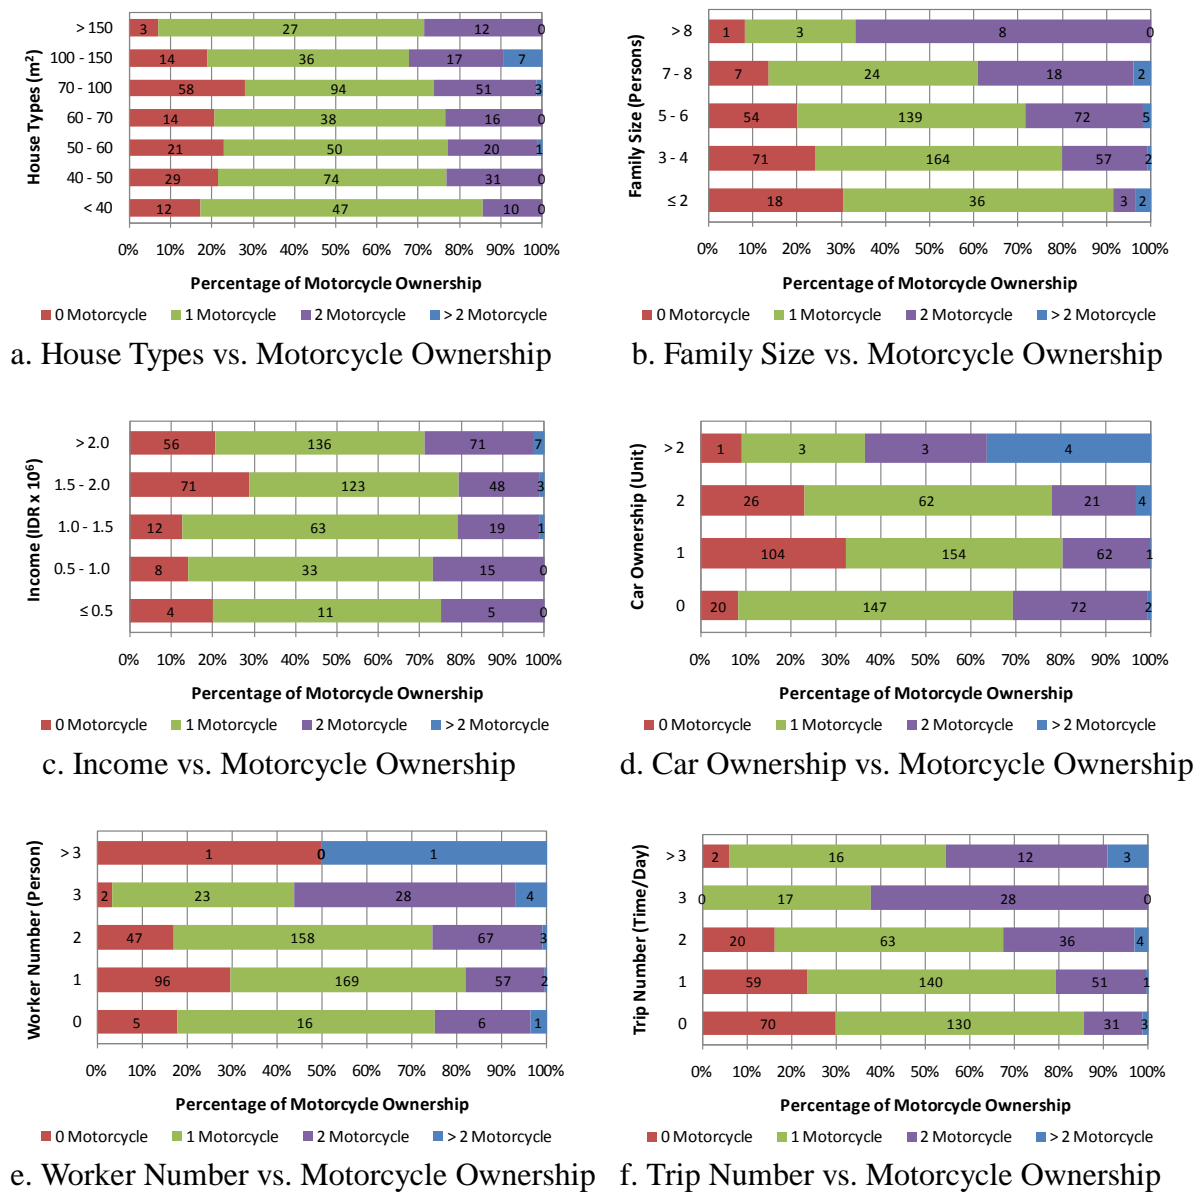 House Types (m²)
> 150 3 27 12 0
100 - 150 14 36 17 7
70 - 100 58 94 51 3
60 - 70 14 38 16 0
50 - 60 21 50 20 1
40 - 50 29 74 31 0
< 40 12 47 10 0
0% 10% 20% 30% 40% 50% 60% 70% 80% 90% 100%
Percentage of Motorcycle Ownership
0 Motorcycle 1 Motorcycle 2 Motorcycle > 2 Motorcycle
a. House Types vs. Motorcycle Ownership
Family Size (Persons)
> 8 1 3 8 0
7 - 8 7 24 18 2
5 - 6 54 139 72 5
3 - 4 71 164 57 2
≤ 2 18 36 3 2
0% 10% 20% 30% 40% 50% 60% 70% 80% 90% 100%
Percentage of Motorcycle Ownership
0 Motorcycle 1 Motorcycle 2 Motorcycle > 2 Motorcycle
b. Family Size vs. Motorcycle Ownership
Income (IDR x 10⁶)
> 2.0 56 136 71 7
1.5 - 2.0 71 123 48 3
1.0 - 1.5 12 63 19 1
0.5 - 1.0 8 33 15 0
≤ 0.5 4 11 5 0
0% 10% 20% 30% 40% 50% 60% 70% 80% 90% 100%
Percentage of Motorcycle Ownership
0 Motorcycle 1 Motorcycle 2 Motorcycle > 2 Motorcycle
c. Income vs. Motorcycle Ownership
Car Ownership (Unit)
> 2 1 3 3 4
2 26 62 21 4
1 104 154 62 1
0 20 147 72 2
0% 10% 20% 30% 40% 50% 60% 70% 80% 90% 100%
Percentage of Motorcycle Ownership
0 Motorcycle 1 Motorcycle 2 Motorcycle > 2 Motorcycle
d. Car Ownership vs. Motorcycle Ownership
Worker Number (Person)
> 3 1 0 1
3 2 23 28 4
2 47 158 67 3
1 96 169 57 2
0 5 16 6 1
0% 10% 20% 30% 40% 50% 60% 70% 80% 90% 100%
Percentage of Motorcycle Ownership
0 Motorcycle 1 Motorcycle 2 Motorcycle > 2 Motorcycle
e. Worker Number vs. Motorcycle Ownership
Trip Number (Time/Day)
> 3 2 16 12 3
3 0 17 28 0
2 20 63 36 4
1 59 140 51 1
0 70 130 31 3
0% 10% 20% 30% 40% 50% 60% 70% 80% 90% 100%
Percentage of Motorcycle Ownership
0 Motorcycle 1 Motorcycle 2 Motorcycle > 2 Motorcycle
f. Trip Number vs. Motorcycle Ownership